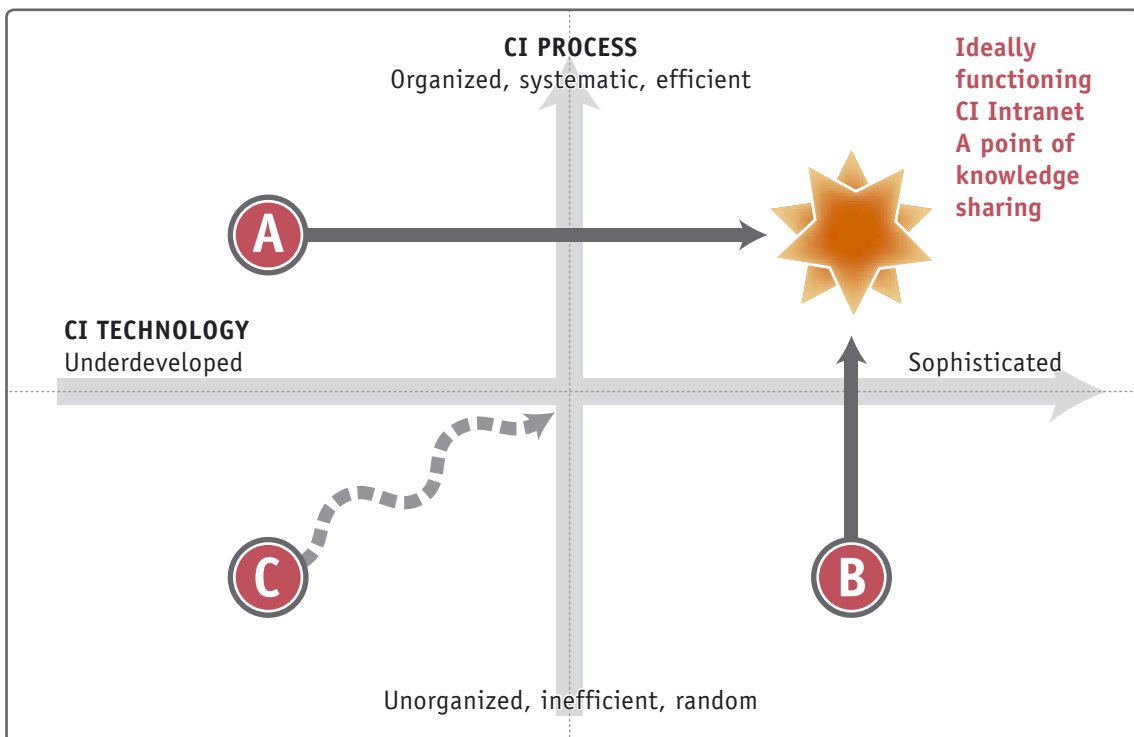 CI PROCESS
Organized, systematic, efficient
Ideally
functioning
CI Intranet
A point of
knowledge
sharing
A
CI TECHNOLOGY
Underdeveloped
Sophisticated
C
B
Unorganized, inefficient, random